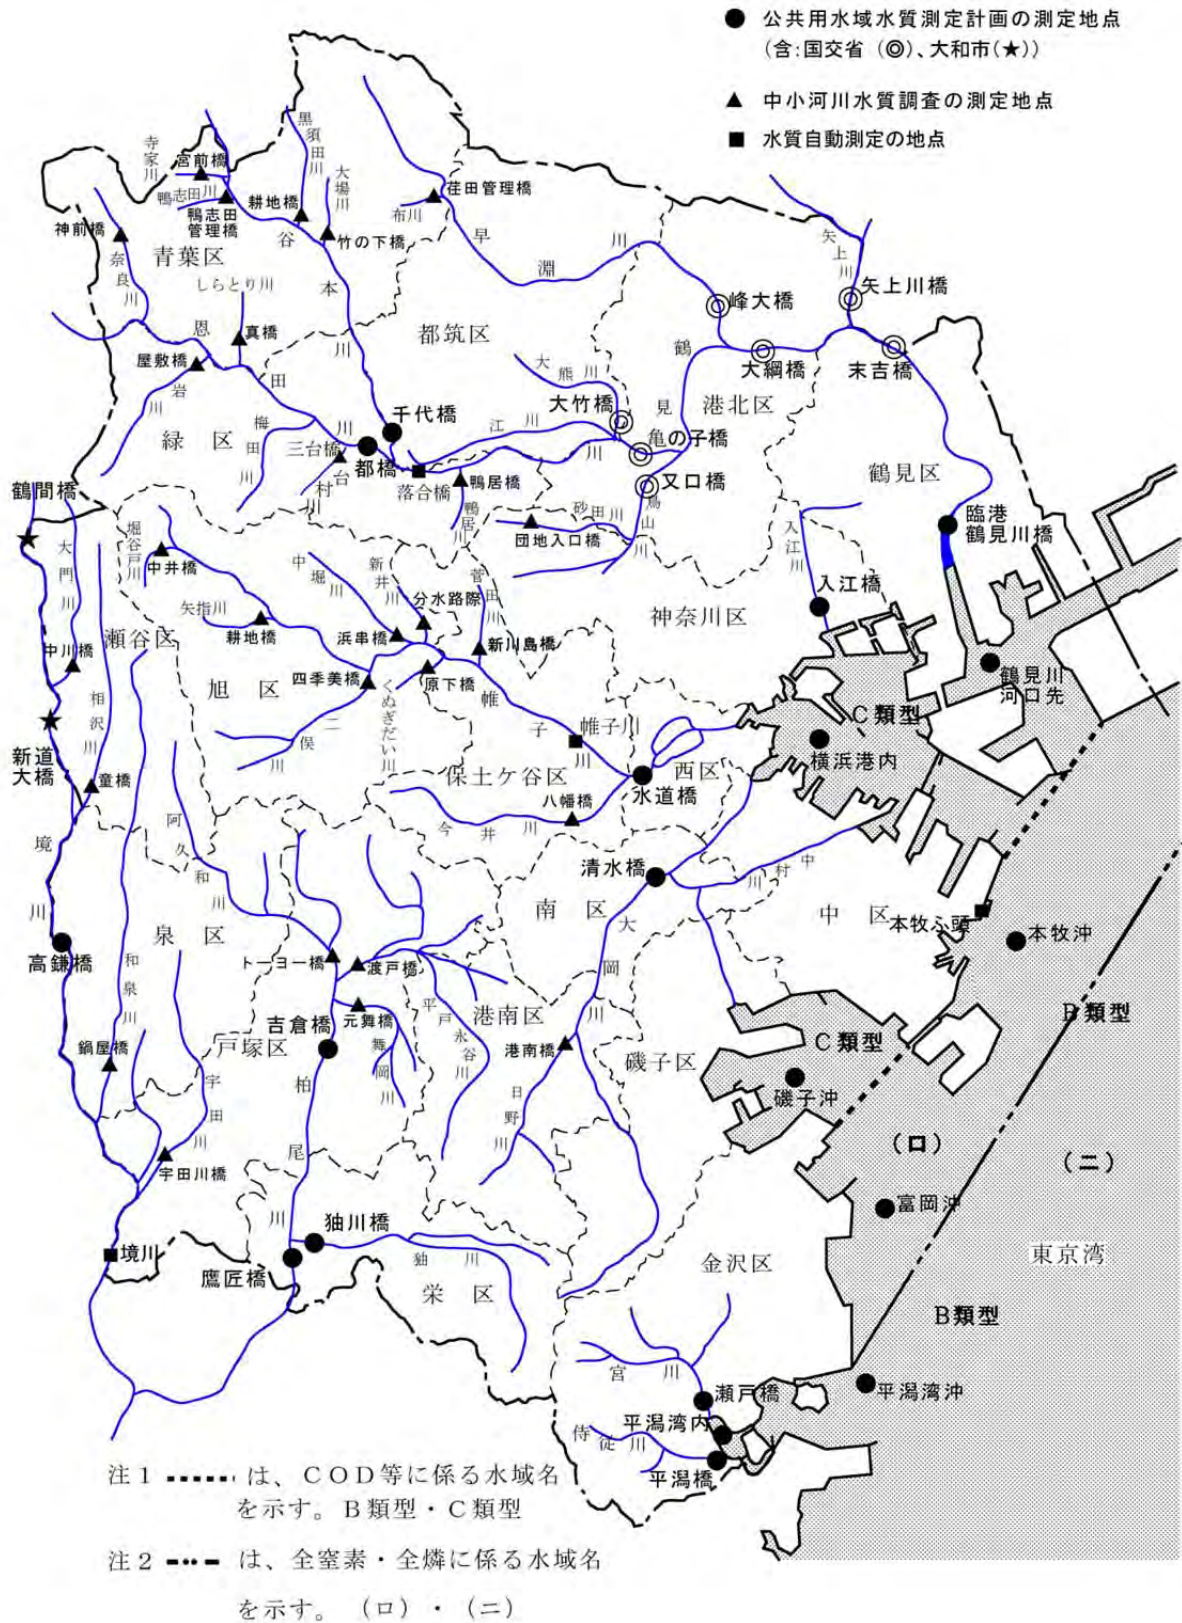 ● 公共用水域水質測定計画の測定地点
(含:国交省 (◎)、大和市(★))
▲ 中小河川水質調査の測定地点
■ 水質自動測定の地点
寺家川
宮前橋
黒須田川
大場川
鴨志田川
鴨志田
管理橋
耕地橋
竹の下橋
荏田管理橋
布川
早淵川
矢上川
神前橋
奈良川
青葉区
谷本川
しらとり川
恩田川
真橋
屋敷橋
岩川
都筑区
峰大橋
矢上川橋
大綱橋
末吉橋
鶴見川
大熊川
大竹橋
港北区
緑区
梅田川
三台橋
台村川
都橋
千代橋
江川
亀の子橋
落合橋
鴨居橋
鴨居川
又口橋
鳥山川
砂田川
団地入口橋
鶴見区
鶴間橋
大門川
堀谷戸川
中井橋
中堀川
新井川
分水路際
菅田川
入江川
入江橋
臨港
鶴見川橋
神奈川区
矢指川
耕地橋
浜串橋
新川島橋
瀬谷区
中川橋
相沢川
旭区
四季美橋
原下橋
くぬぎだい川
二俣川
帷子川
帷子川
鶴見川
河口先
C類型
横浜港内
新道
大橋
童橋
保土ケ谷区
西区
水道橋
八幡橋
今井川
境川
阿久和川
清水橋
中村川
南区
大岡川
中区
本牧ふ頭
本牧沖
泉区
高鎌橋
和泉川
トーヨー橋
渡戸橋
平戸永谷川
元舞橋
舞岡川
港南区
吉倉橋
戸塚区
柏尾川
鍋屋橋
宇田川
宇田川橋
港南橋
日野川
磯子区
C類型
磯子沖
B類型
(ロ)
(ニ)
富岡沖
東京湾
境川
鷹匠橋
狆川橋
狆川
栄区
金沢区
B類型
宮川
瀬戸橋
平潟湾沖
平潟湾内
侍従川
平潟橋
注1 は、COD等に係る水域名
を示す。B類型・C類型
注2 は、全窒素・全燐に係る水域名
を示す。 (ロ)・(ニ)